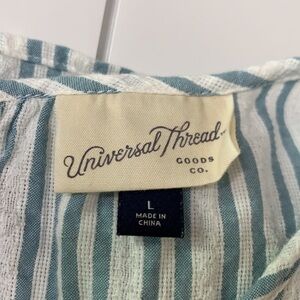 Universal Thread
GOODS
CO.
L
MADE IN
CHINA